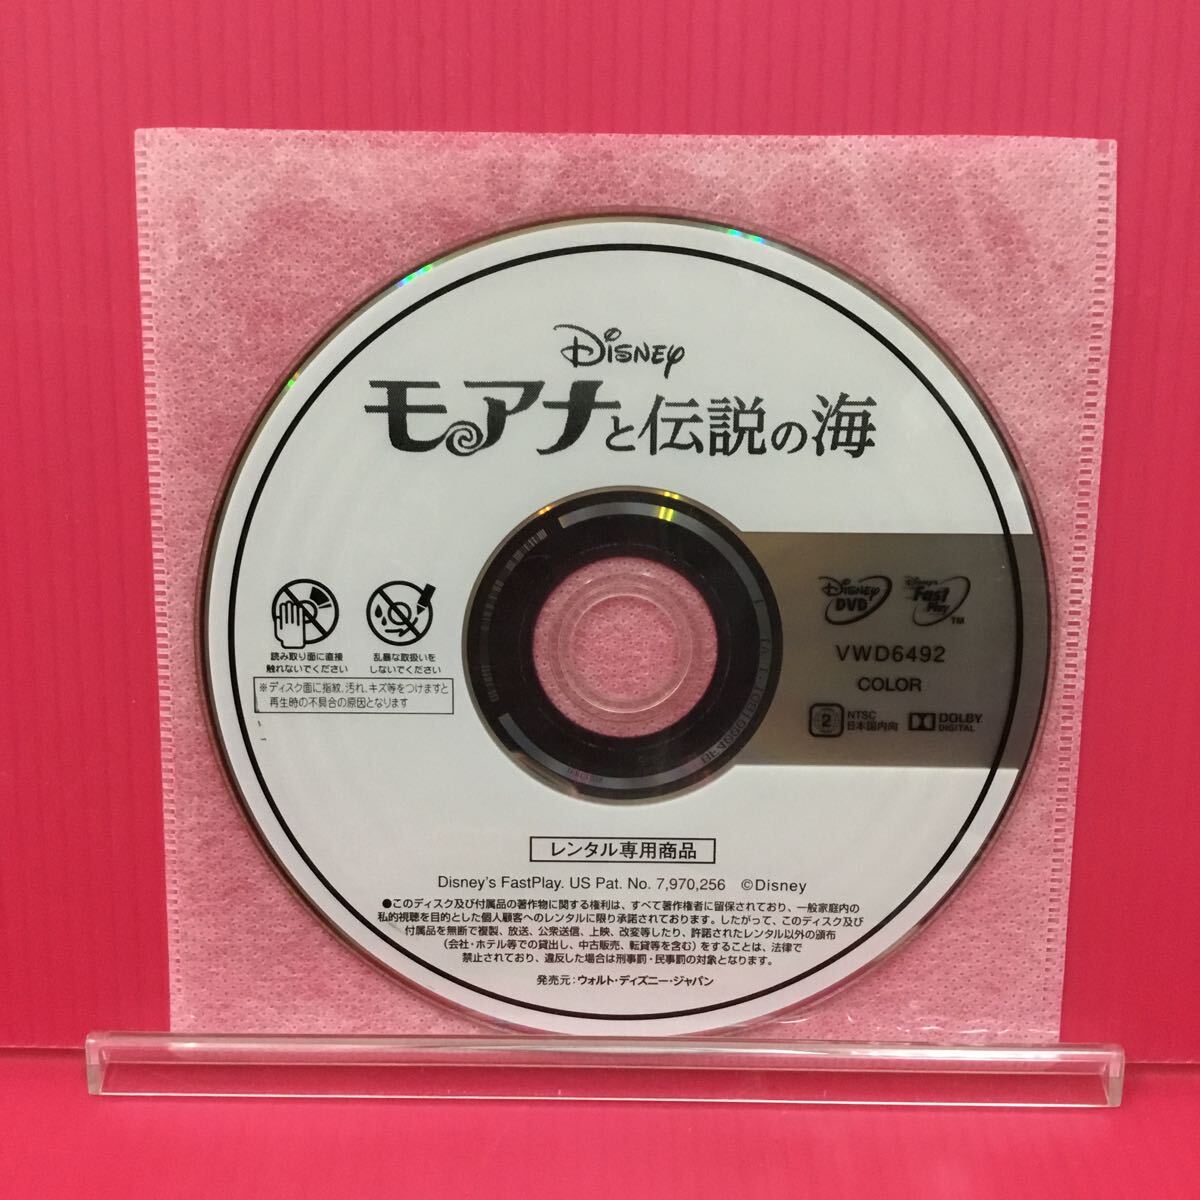 Disney
モアナと伝説の海
Disney DVD
Disney's Fast Play TM
VWD6492
COLOR
2 NTSC 日本国内向
DOLBY DIGITAL
読み取り面に直接
触れないでください
乱暴な取扱いを
しないでください
※ディスク面に指紋、汚れ、キズ等をつけますと
再生時の不具合の原因となります
レンタル専用商品
Disney's FastPlay. US Pat. No. 7,970,256 ©Disney
●このディスク及び付属品の著作物に関する権利は、すべて著作権者に留保されており、一般家庭内の
私的視聴を目的とした個人顧客へのレンタルに限り承諾されております。したがって、このディスク及び
付属品を無断で複製、放送、公衆送信、上映、改変等したり、許諾されたレンタル以外の頒布
(会社・ホテル等での貸出し、中古販売、転貸等を含む)をすることは、法律で
禁止されており、違反した場合は刑事罰・民事罰の対象となります。
発売元：ウォルト・ディズニー・ジャパン